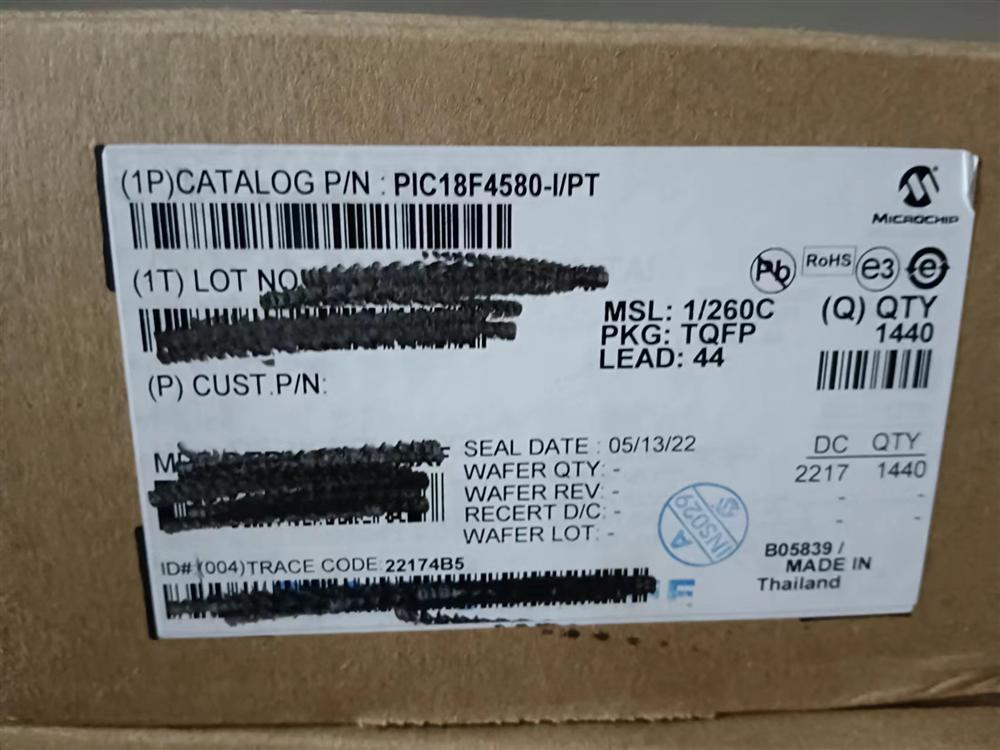 (1P)CATALOG P/N : PIC18F4580-I/PT
MICROCHIP
(1T) LOT NO
Pb
RoHS
e3
e
MSL: 1/260C
PKG: TQFP
LEAD: 44
(Q) QTY
1440
(P) CUST.P/N:
SEAL DATE : 05/13/22
WAFER QTY: -
WAFER REV: -
RECERT D/C: -
WAFER LOT: -
DC QTY
2217 1440
- -
- -
A
INS029
B05839 /
MADE IN
Thailand
ID# (004)TRACE CODE: 22174B5